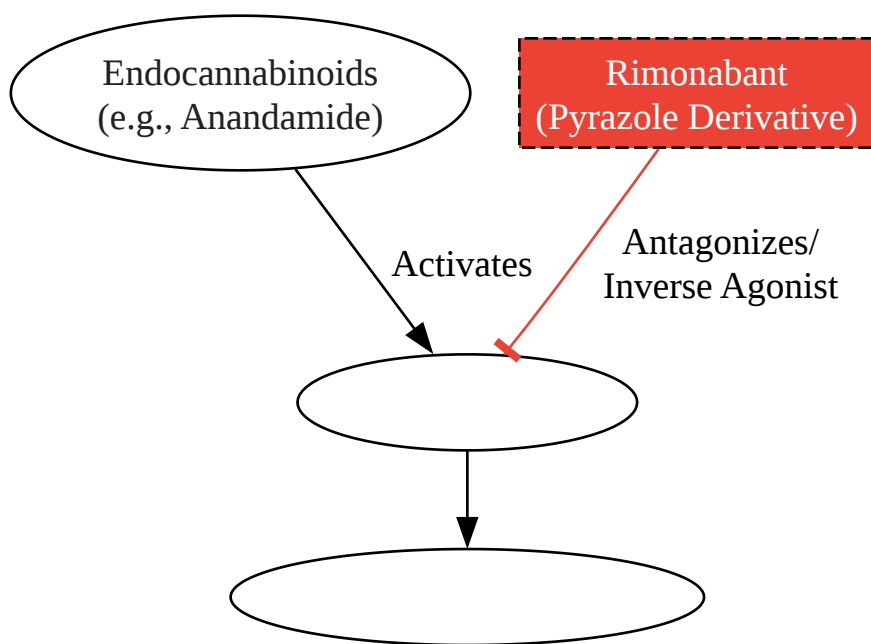 Endocannabinoids
(e.g., Anandamide)
Rimonabant
(Pyrazole Derivative)
Activates
Antagonizes/
Inverse Agonist